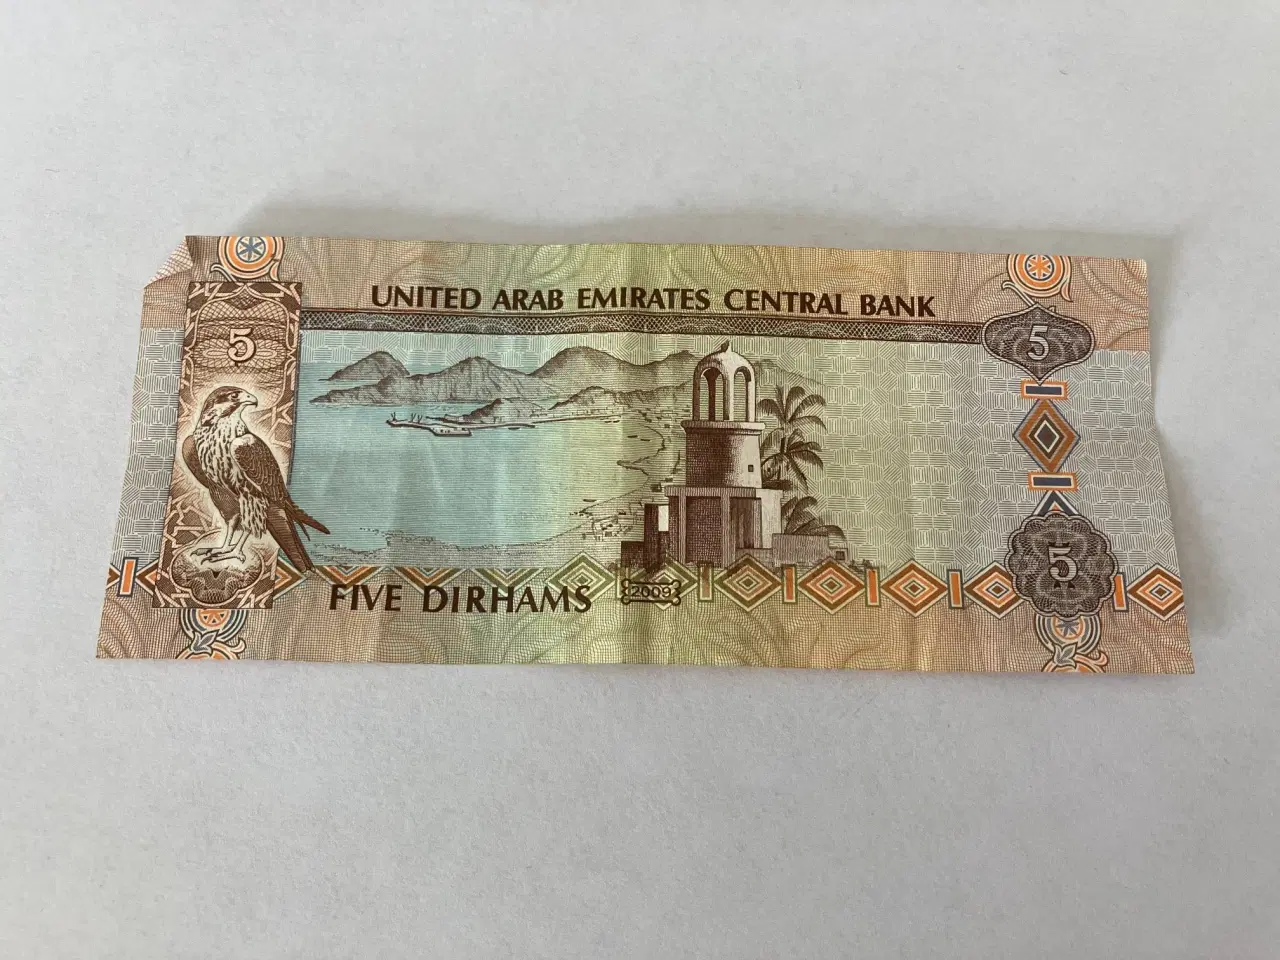 UNITED ARAB EMIRATES CENTRAL BANK
5
5
5
FIVE DIRHAMS
2009